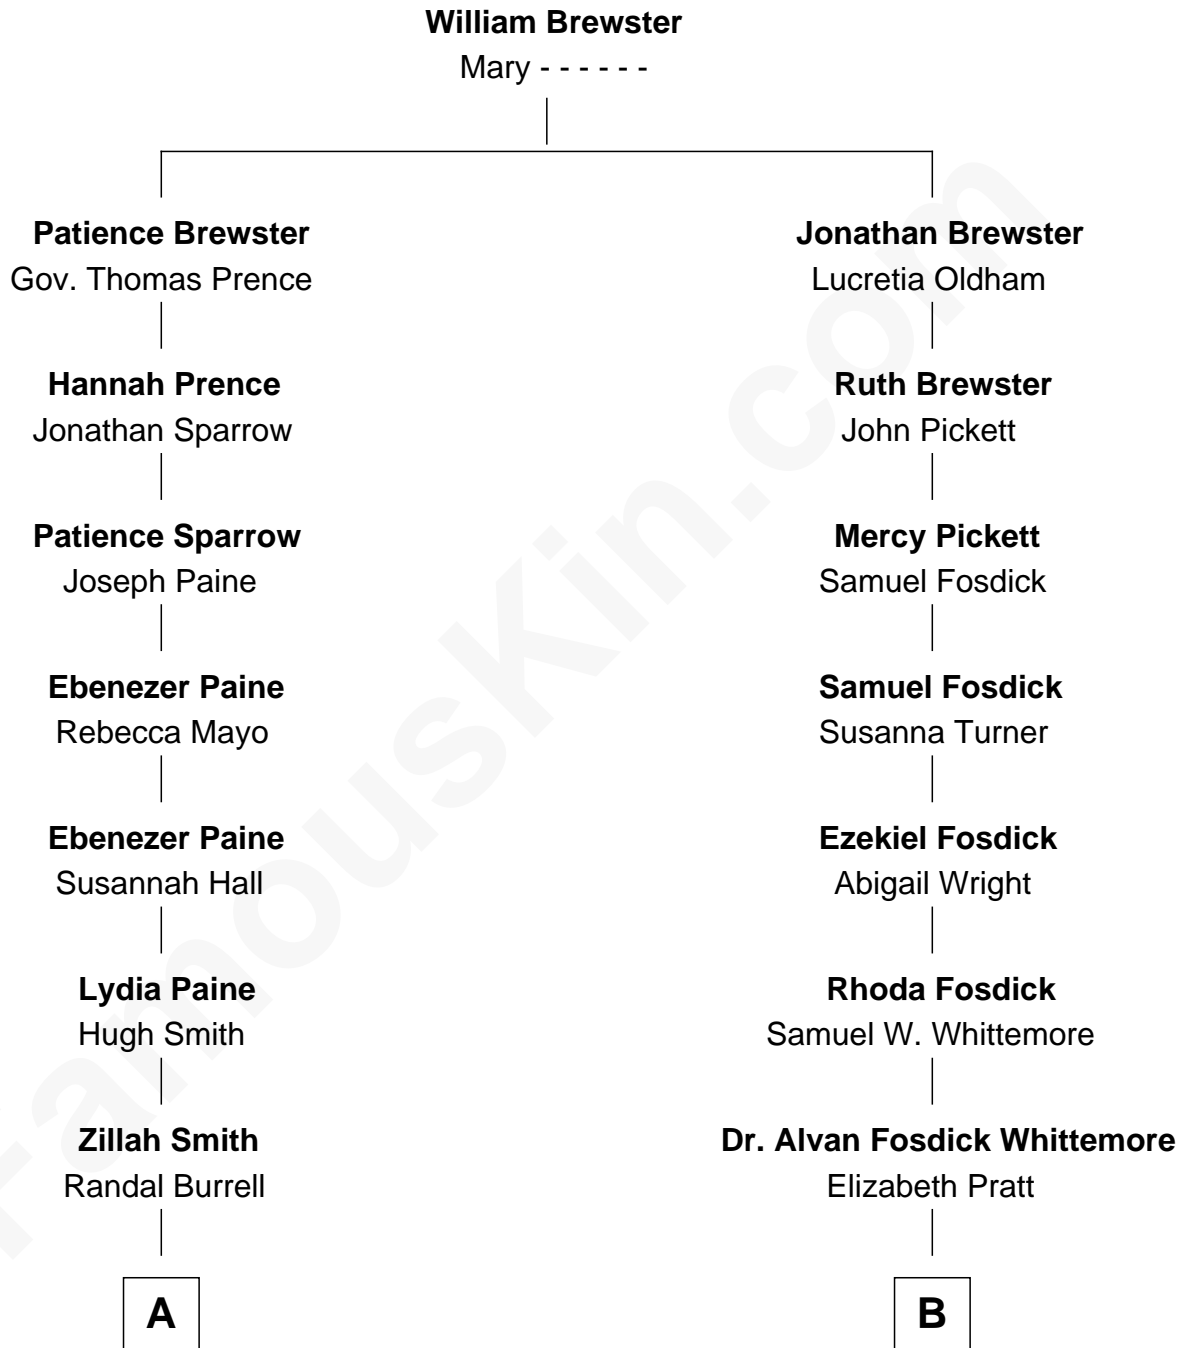 William Brewster
Mary - - - - - -
Patience Brewster
Gov. Thomas Prence
Jonathan Brewster
Lucretia Oldham
Hannah Prence
Jonathan Sparrow
Ruth Brewster
John Pickett
Patience Sparrow
Joseph Paine
Mercy Pickett
Samuel Fosdick
Ebenezer Paine
Rebecca Mayo
Samuel Fosdick
Susanna Turner
Ebenezer Paine
Susannah Hall
Ezekiel Fosdick
Abigail Wright
Lydia Paine
Hugh Smith
Rhoda Fosdick
Samuel W. Whittemore
Zillah Smith
Randal Burrell
Dr. Alvan Fosdick Whittemore
Elizabeth Pratt
A
B
FamousKin.com